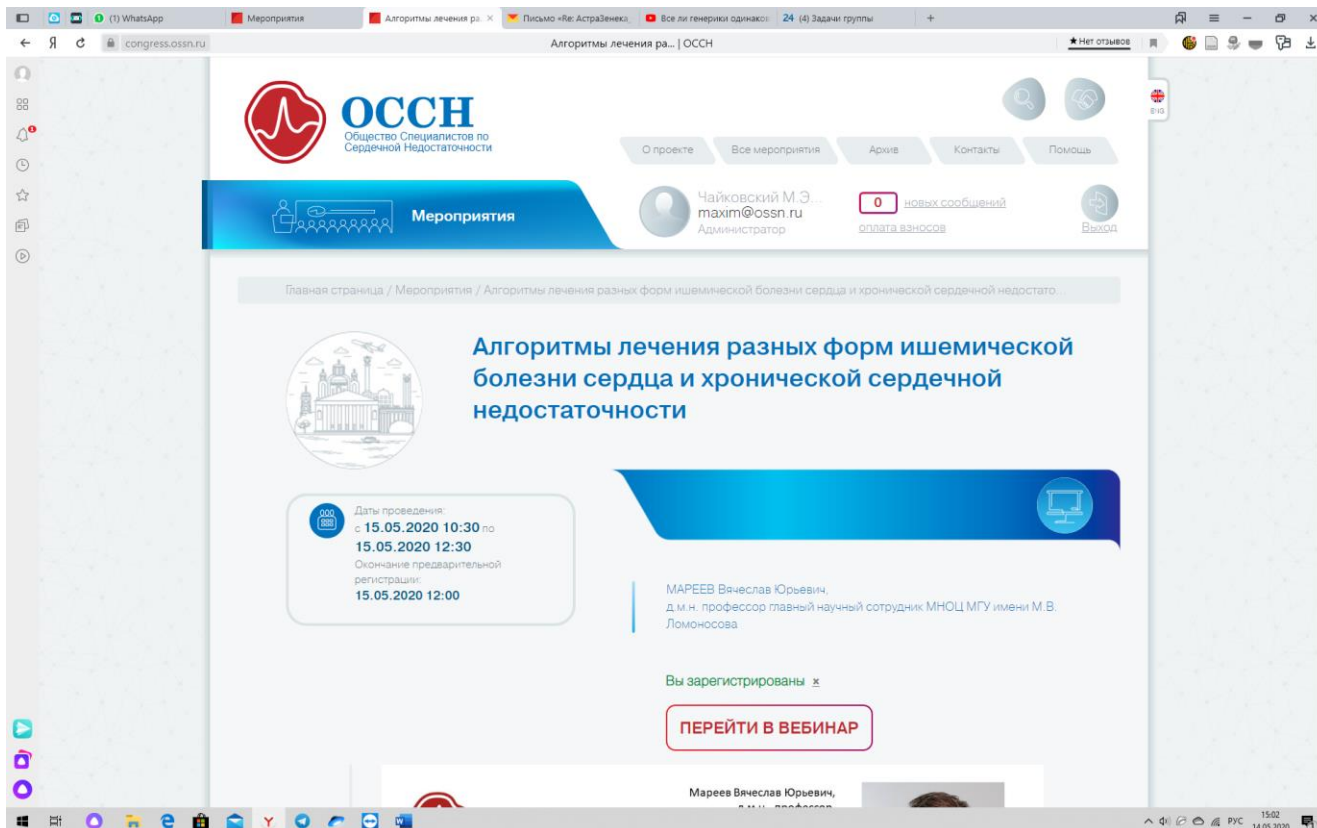 (1) WhatsApp
Мероприятия
Алгоритмы лечения ра
Письмо «Re: АстраЗенека
Все ли генерики одинаков
24 (4) Задачи группы
congress.ossn.ru
Алгоритмы лечения ра... | ОССН
★ Нет отзывов
ОССН
Общество Специалистов по
Сердечной Недостаточности
ENG
О проекте
Все мероприятия
Архив
Контакты
Помощь
Мероприятия
Чайковский М.Э...
maxim@ossn.ru
Администратор
0 новых сообщений
оплата взносов
Выход
Главная страница / Мероприятия / Алгоритмы лечения разных форм ишемической болезни сердца и хронической сердечной недостато...
Алгоритмы лечения разных форм ишемической
болезни сердца и хронической сердечной
недостаточности
Даты проведения:
с 15.05.2020 10:30 по
15.05.2020 12:30
Окончание предварительной
регистрации:
15.05.2020 12:00
МАРЕЕВ Вячеслав Юрьевич,
д.м.н. профессор главный научный сотрудник МНОЦ МГУ имени М.В.
Ломоносова
Вы зарегистрированы x
ПЕРЕЙТИ В ВЕБИНАР
Мареев Вячеслав Юрьевич,
д.м.н., профессор
РУС
15:02
14.05.2020